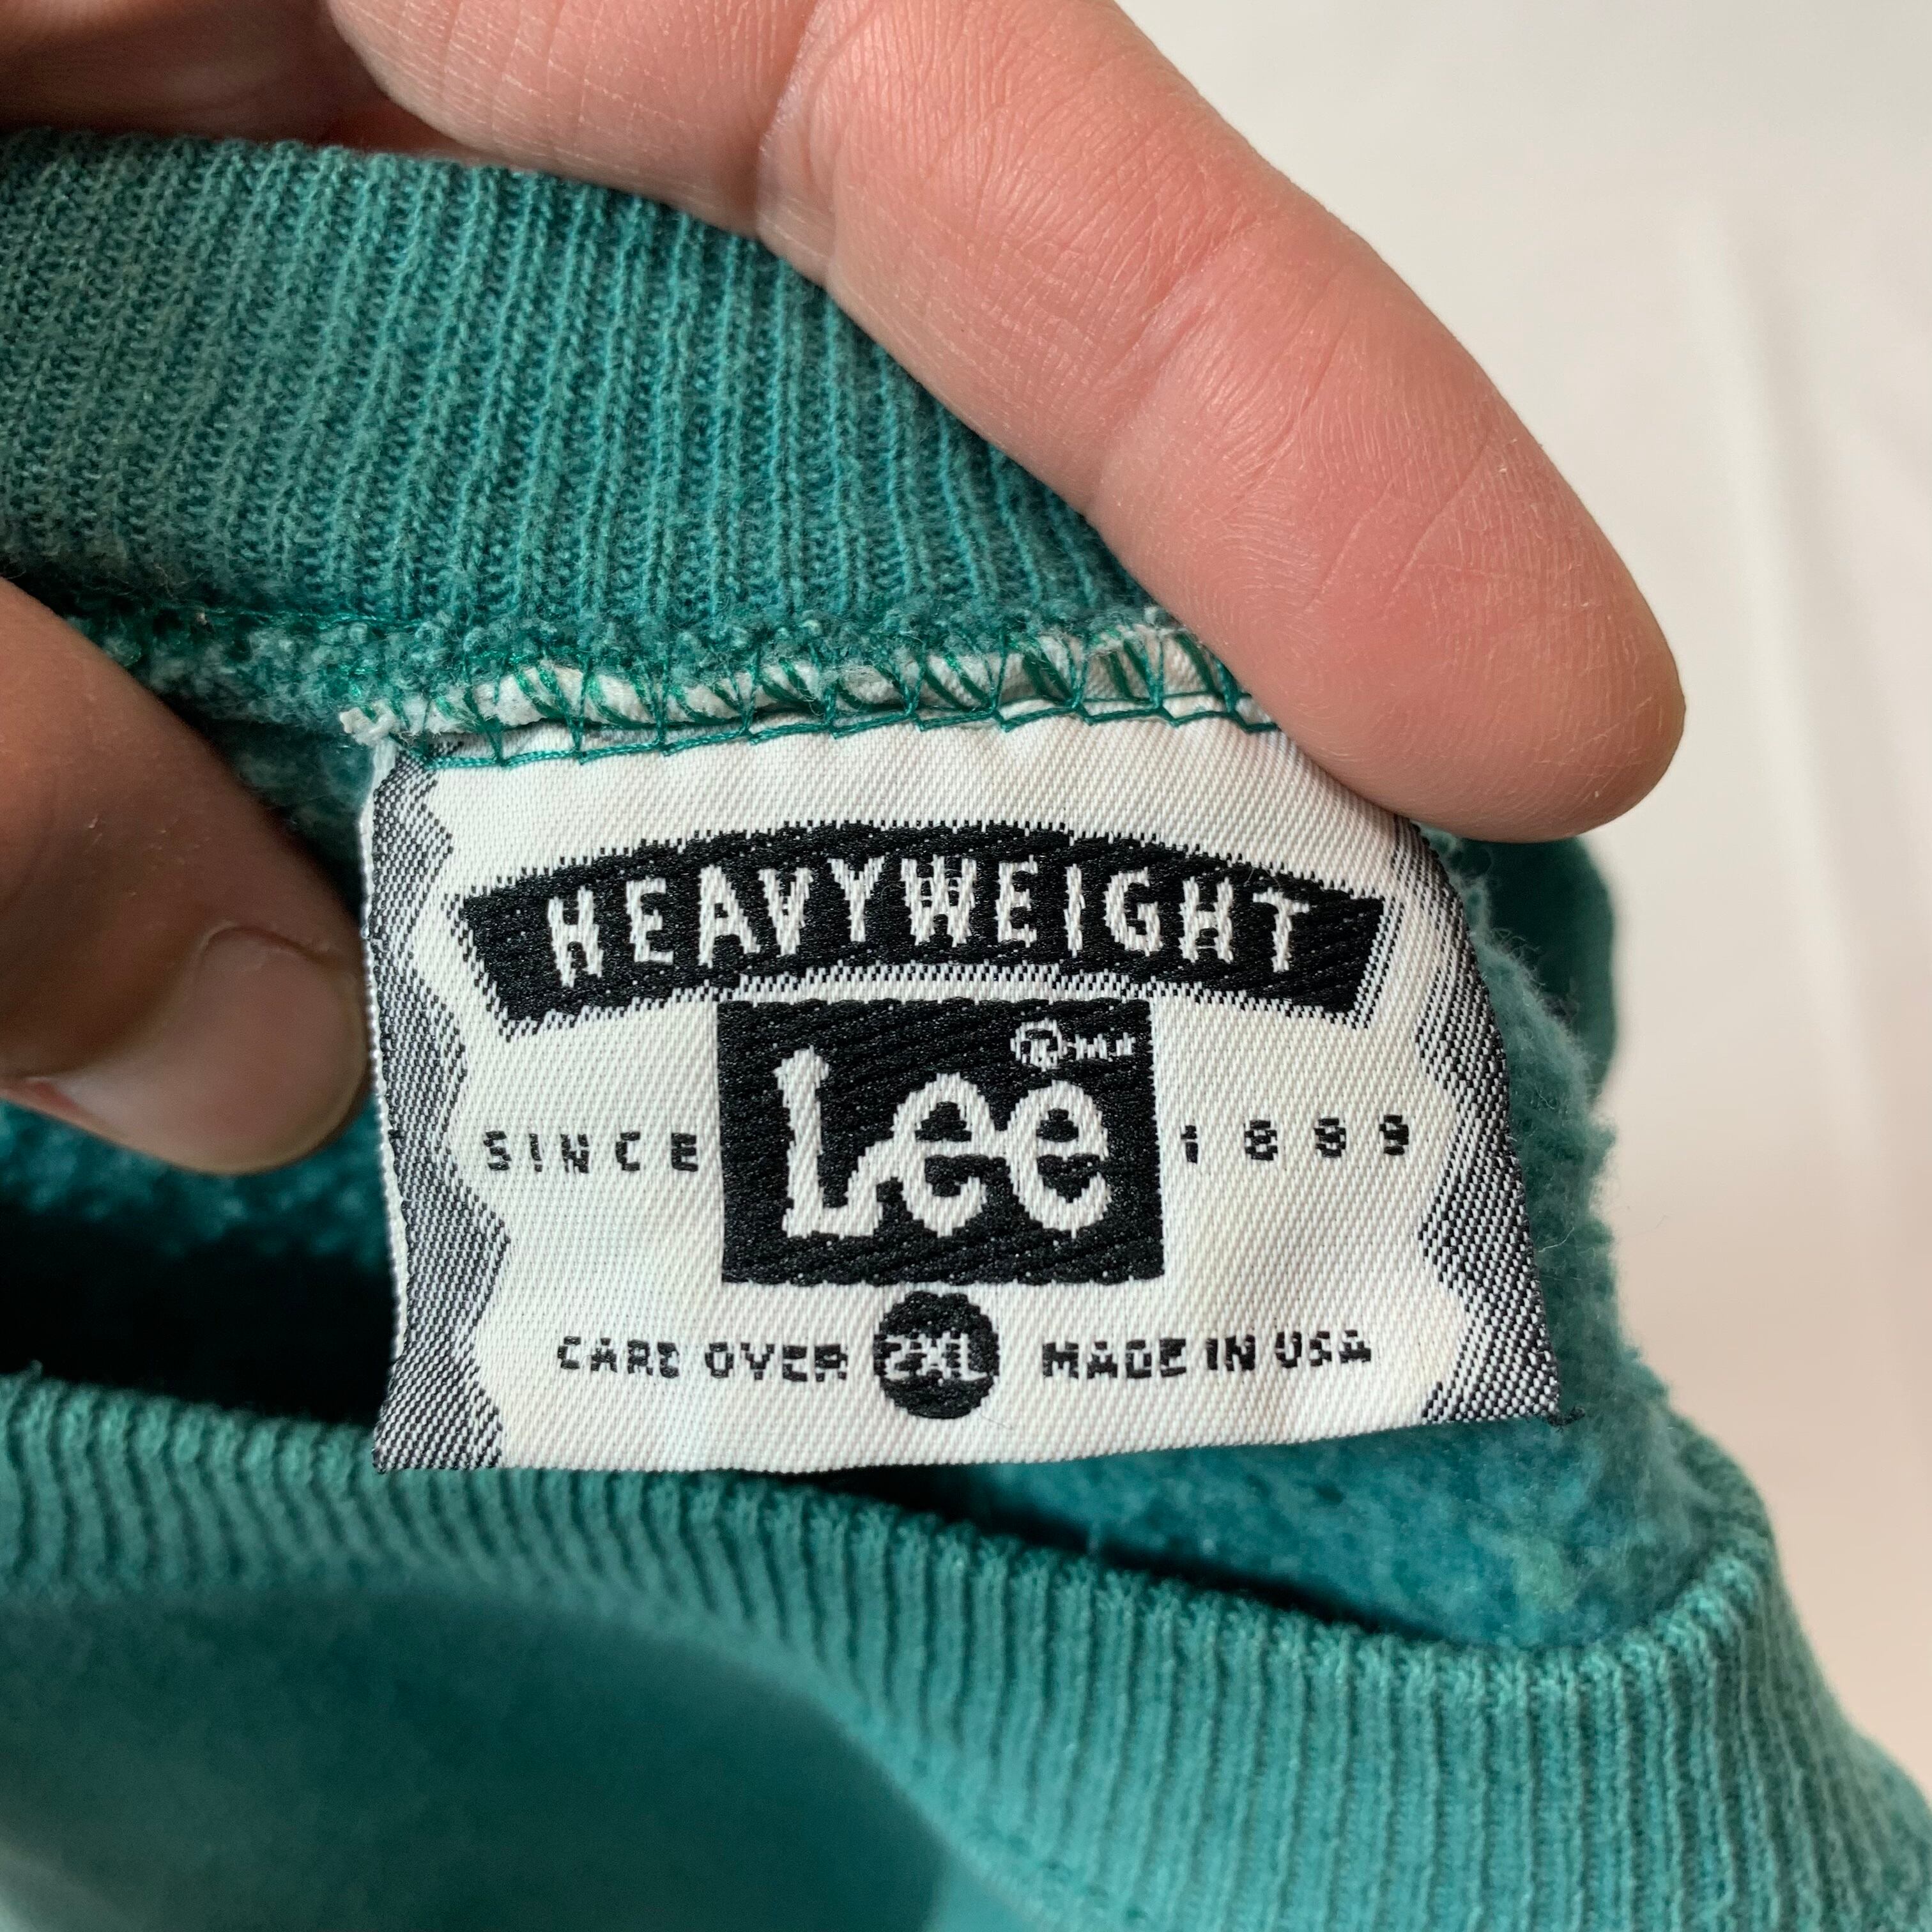 HEAVYWEIGHT
Lee ®
SINCE 1889
CARE OVER 2XL MADE IN USA